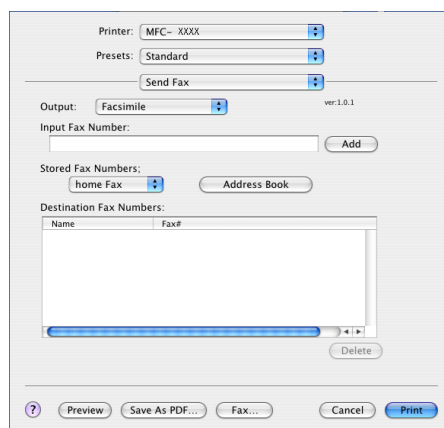 Printer: MFC- XXXX
Presets: Standard
Send Fax
Output: Facsimile ver:1.0.1
Input Fax Number:
Add
Stored Fax Numbers;
home Fax Address Book
Destination Fax Numbers:
Name Fax#
Delete
? Preview Save As PDF... Fax... Cancel Print